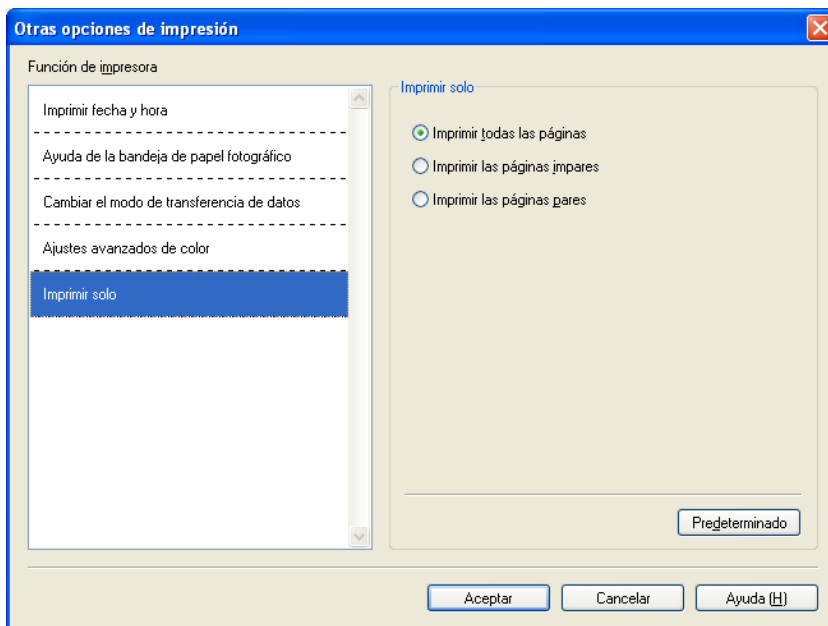 Otras opciones de impresión
Función de impresora
Imprimir fecha y hora
Ayuda de la bandeja de papel fotográfico
Cambiar el modo de transferencia de datos
Ajustes avanzados de color
Imprimir solo
Imprimir solo
Imprimir todas las páginas
Imprimir las páginas impares
Imprimir las páginas pares
Predeterminado
Aceptar
Cancelar
Ayuda (H)